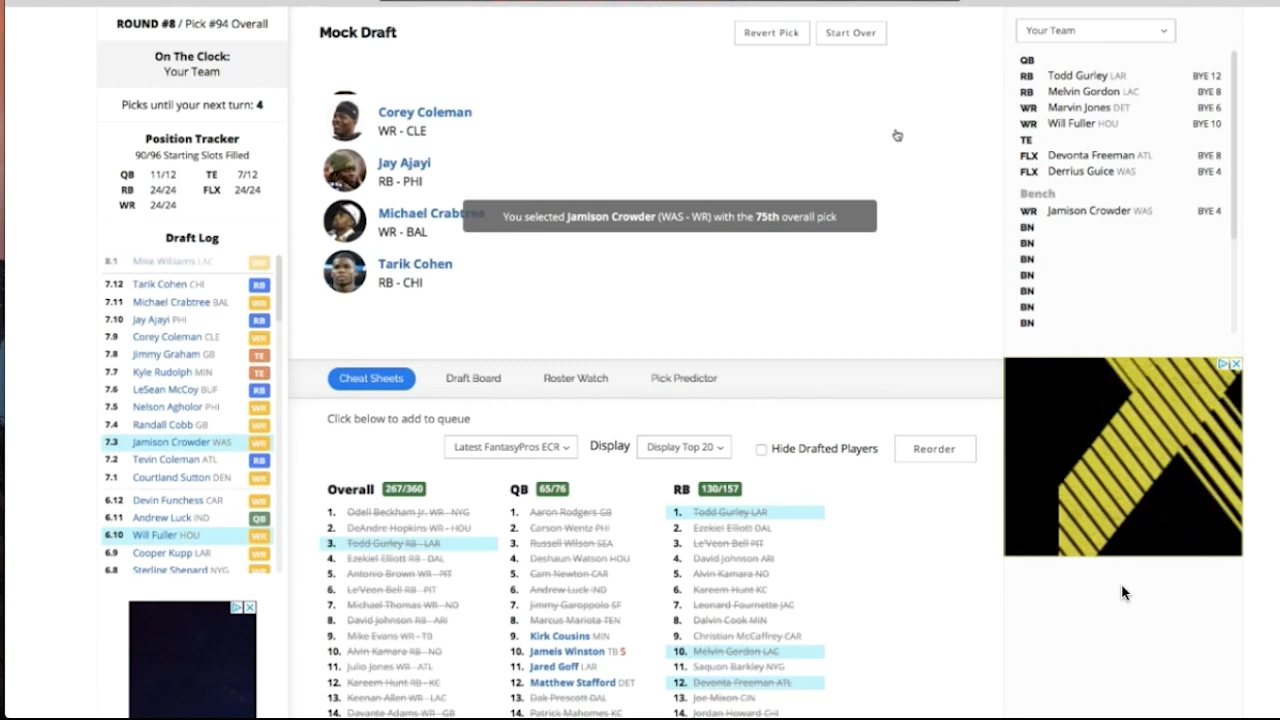 ROUND #8 / Pick #94 Overall
On The Clock:
Your Team
Picks until your next turn: 4
Position Tracker
90/96 Starting Slots Filled
QB 11/12 TE 7/12
RB 24/24 FLX 24/24
WR 24/24
Draft Log
8.1 Mike Williams LAC WR
7.12 Tarik Cohen CHI RB
7.11 Michael Crabtree BAL WR
7.10 Jay Ajayi PHI RB
7.9 Corey Coleman CLE WR
7.8 Jimmy Graham GB TE
7.7 Kyle Rudolph MIN TE
7.6 LeSean McCoy BUF RB
7.5 Nelson Agholor PHI WR
7.4 Randall Cobb GB WR
7.3 Jamison Crowder WAS WR
7.2 Tevin Coleman ATL RB
7.1 Courtland Sutton DEN WR
6.12 Devin Funchess CAR WR
6.11 Andrew Luck IND QB
6.10 Will Fuller HOU WR
6.9 Cooper Kupp LAR WR
6.8 Sterling Shepard NYG
Mock Draft
Revert Pick Start Over
Corey Coleman
WR - CLE
Jay Ajayi
RB - PHI
Michael Crabtree
WR - BAL
You selected Jamison Crowder (WAS - WR) with the 75th overall pick
Tarik Cohen
RB - CHI
Cheat Sheets Draft Board Roster Watch Pick Predictor
Click below to add to queue
Latest FantasyPros ECR Display Display Top 20 Hide Drafted Players Reorder
Overall 267/360
1. Odell Beckham Jr. WR - NYG
2. DeAndre Hopkins WR - HOU
3. Todd Gurley RB - LAR
4. Ezekiel Elliott RB - DAL
5. Antonio Brown WR - PIT
6. Le'Veon Bell RB - PIT
7. Michael Thomas WR - NO
8. David Johnson RB - ARI
9. Mike Evans WR - TB
10. Alvin Kamara RB - NO
11. Julio Jones WR - ATL
12. Kareem Hunt RB - KC
13. Keenan Allen WR - LAC
14. Davante Adams WR - GB
QB 65/76
1. Aaron Rodgers GB
2. Carson Wentz PHI
3. Russell Wilson SEA
4. Deshaun Watson HOU
5. Cam Newton CAR
6. Andrew Luck IND
7. Jimmy Garoppolo SF
8. Marcus Mariota TEN
9. Kirk Cousins MIN
10. Jameis Winston TB S
11. Jared Goff LAR
12. Matthew Stafford DET
13. Dak Prescott DAL
14. Patrick Mahomes KC
RB 130/157
1. Todd Gurley LAR
2. Ezekiel Elliott DAL
3. Le'Veon Bell PIT
4. David Johnson ARI
5. Alvin Kamara NO
6. Kareem Hunt KC
7. Leonard Fournette JAC
8. Dalvin Cook MIN
9. Christian McCaffrey CAR
10. Melvin Gordon LAC
11. Saquon Barkley NYG
12. Devonta Freeman ATL
13. Joe Mixon CIN
14. Jordan Howard CHI
Your Team
QB
RB Todd Gurley LAR BYE 12
RB Melvin Gordon LAC BYE 8
WR Marvin Jones DET BYE 6
WR Will Fuller HOU BYE 10
TE
FLX Devonta Freeman ATL BYE 8
FLX Derrius Guice WAS BYE 4
Bench
WR Jamison Crowder WAS BYE 4
BN
BN
BN
BN
BN
BN
BN